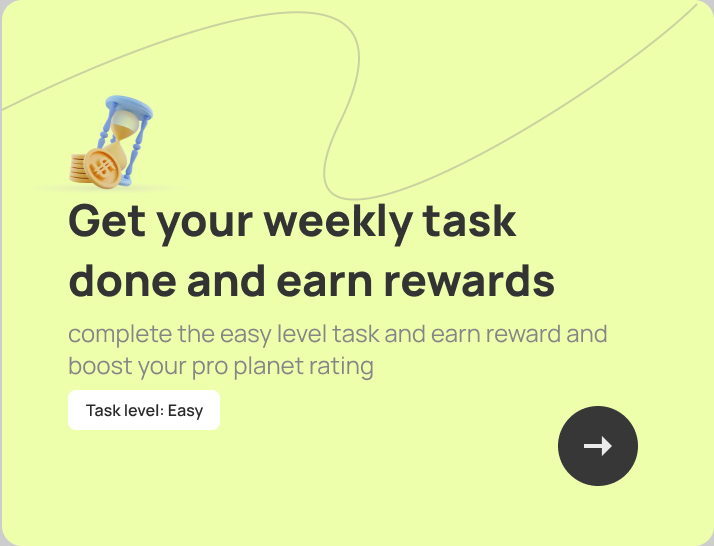 Get your weekly task
done and earn rewards
complete the easy level task and earn reward and
boost your pro planet rating
Task level: Easy